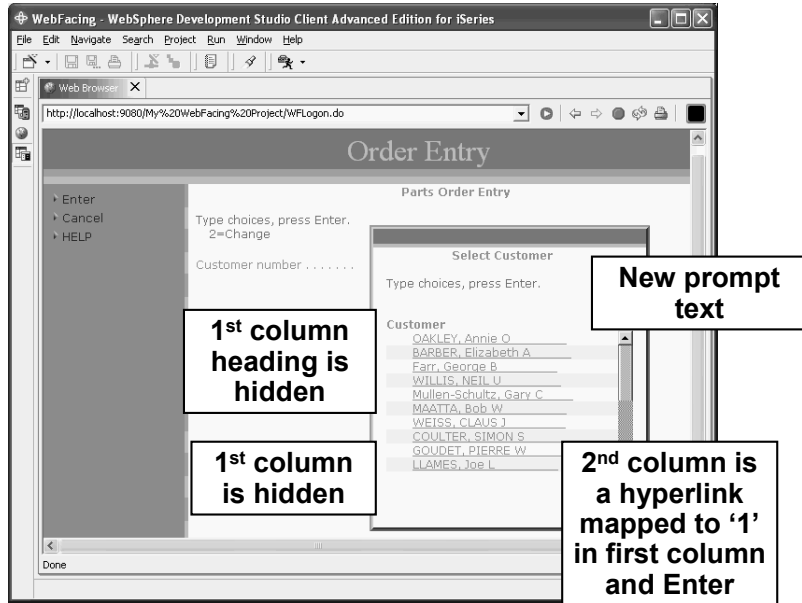 WebFacing - WebSphere Development Studio Client Advanced Edition for iSeries
File Edit Navigate Search Project Run Window Help
Web Browser
http://localhost:9080/My%20WebFacing%20Project/WFLogon.do
Order Entry
Enter
Cancel
HELP
Parts Order Entry
Type choices, press Enter.
2=Change
Customer number . . . . . . .
Select Customer
Type choices, press Enter.
Customer
OAKLEY, Annie O
BARBER, Elizabeth A
Farr, George B
WILLIS, NEIL U
Mullen-Schultz, Gary C
MAATTA, Bob W
WEISS, CLAUS J
COULTER, SIMON S
GOUDET, PIERRE W
LLAMES, Joe L
New prompt
text
1st column
heading is
hidden
1st column
is hidden
2nd column is
a hyperlink
mapped to ‘1’
in first column
and Enter
Done